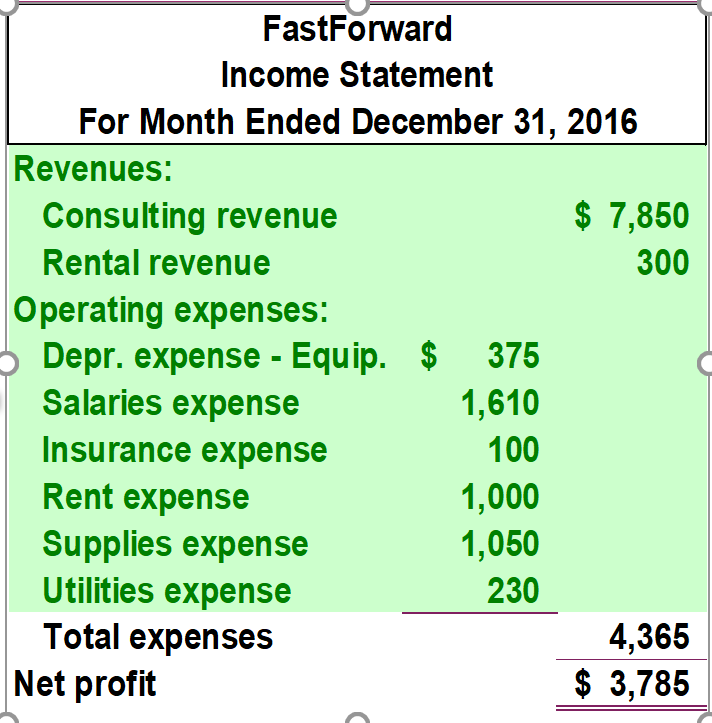 FastForward
Income Statement
For Month Ended December 31, 2016
Revenues:
Consulting revenue $ 7,850
Rental revenue 300
Operating expenses:
Depr. expense - Equip. $ 375
Salaries expense 1,610
Insurance expense 100
Rent expense 1,000
Supplies expense 1,050
Utilities expense 230
Total expenses 4,365
Net profit $ 3,785